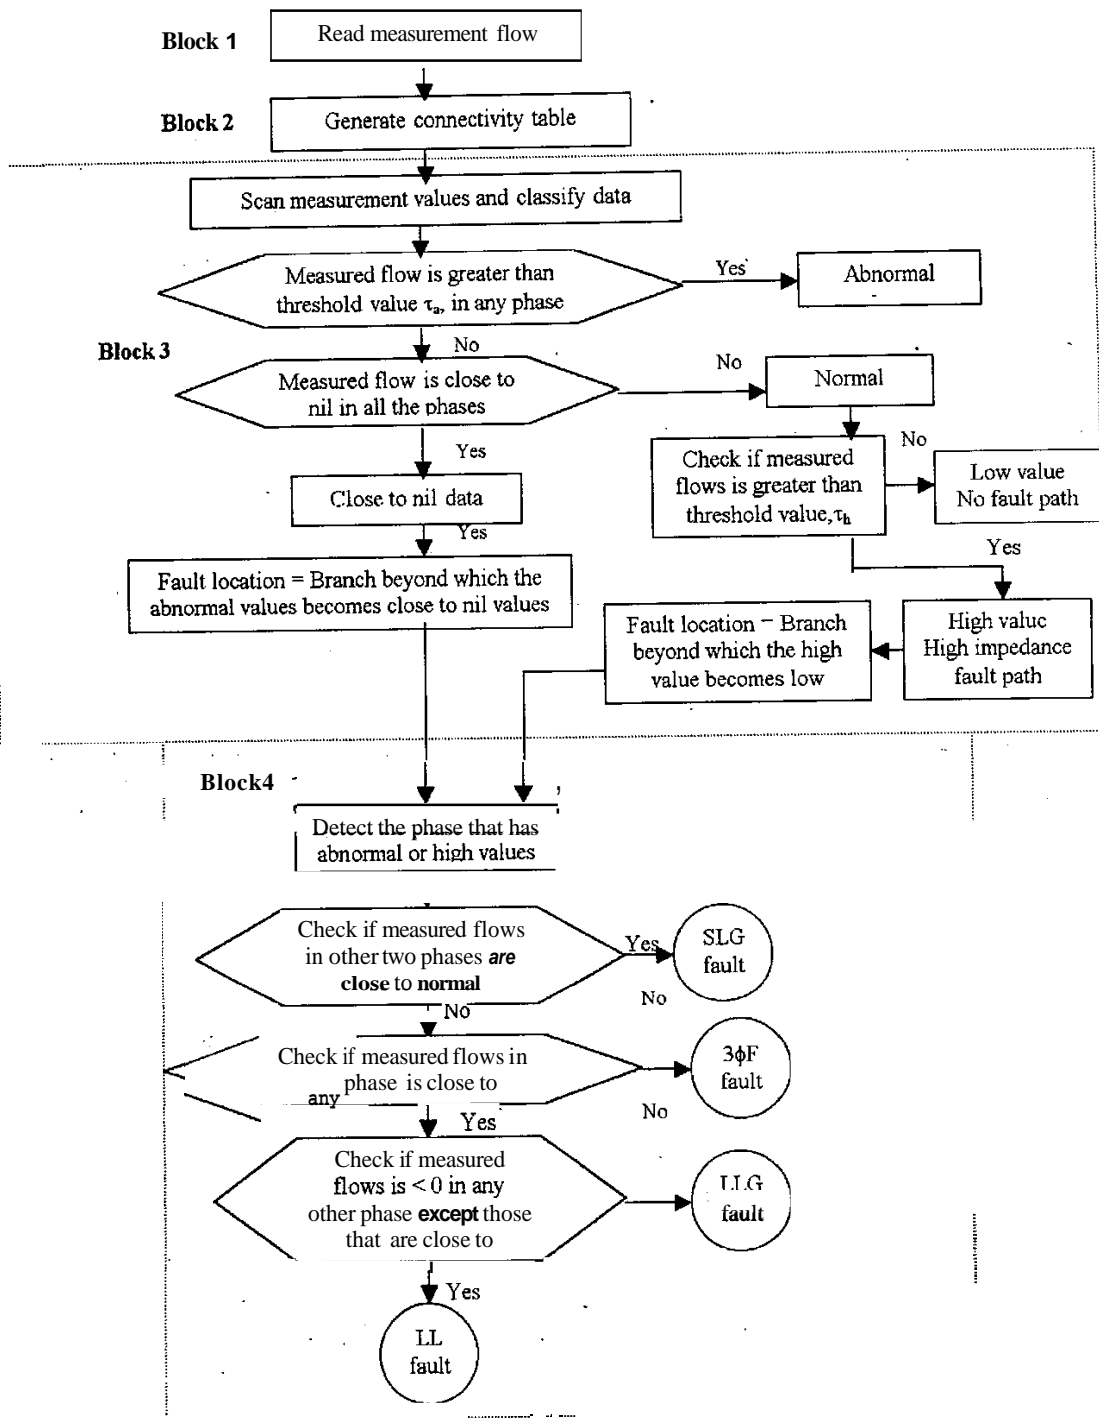 Block 1
Read measurement flow
Block 2
Generate connectivity table
Scan measurement values and classify data
Measured flow is greater than
threshold value τa, in any phase
Yes
Abnormal
Block 3
No
Measured flow is close to
nil in all the phases
No
Normal
Yes
Check if measured
flows is greater than
threshold value,τh
No
Low value
No fault path
Close to nil data
Yes
Yes
Fault location = Branch beyond which the
abnormal values becomes close to nil values
Fault location = Branch
beyond which the high
value becomes low
High value
High impedance
fault path
Block4
Detect the phase that has
abnormal or high values
Check if measured flows
in other two phases are
close to normal
Yes
SLG
fault
No
No
Check if measured flows in
any phase is close to
3ϕF
fault
No
Yes
Check if measured
flows is < 0 in any
other phase except those
that are close to
LLG
fault
Yes
LL
fault